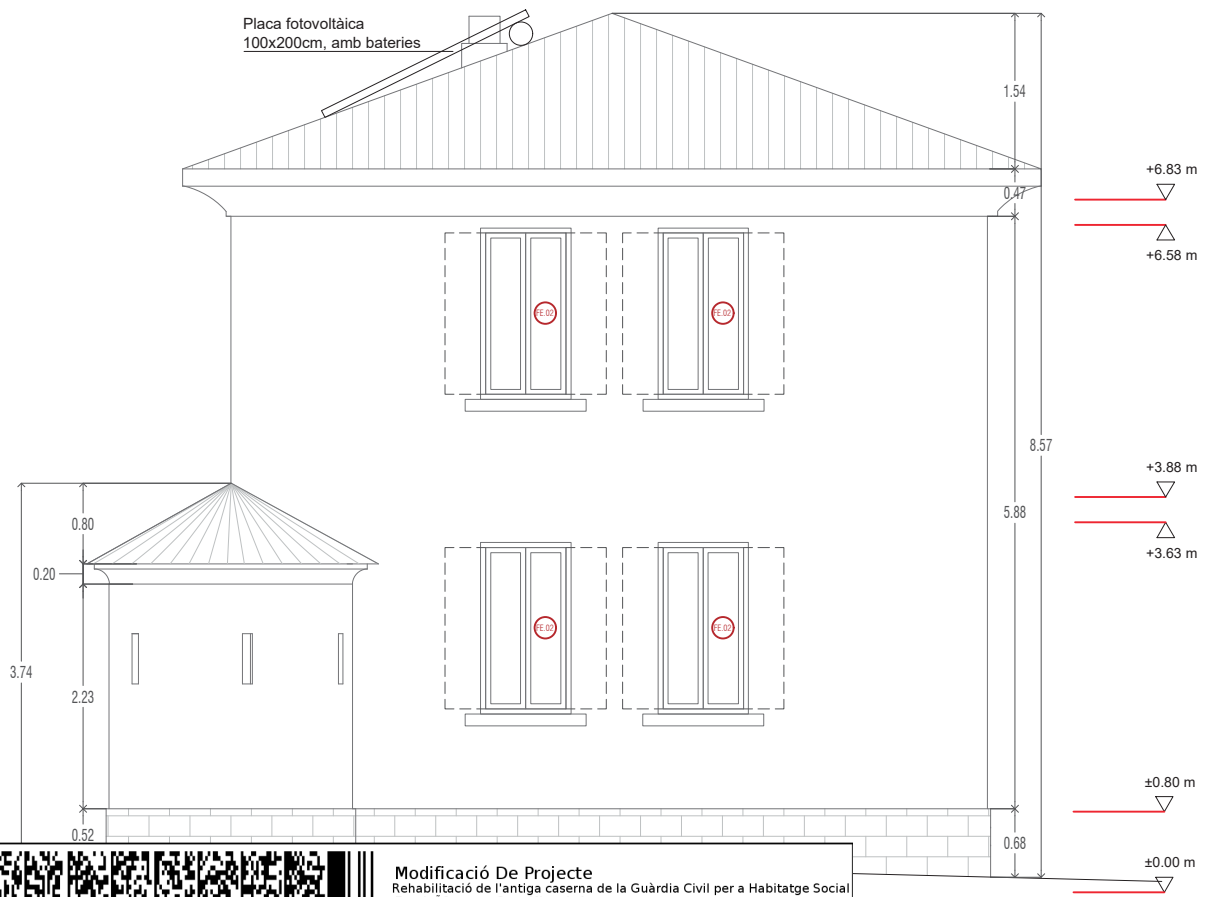 Placa fotovoltàica
100x200cm, amb bateries
1.54
+6.83 m
0.47
+6.58 m
FE.02
FE.02
8.57
+3.88 m
0.80
5.88
+3.63 m
0.20
FE.02
FE.02
3.74
2.23
±0.80 m
0.52
0.68
±0.00 m
Modificació De Projecte
Rehabilitació de l'antiga caserna de la Guàrdia Civil per a Habitatge Social